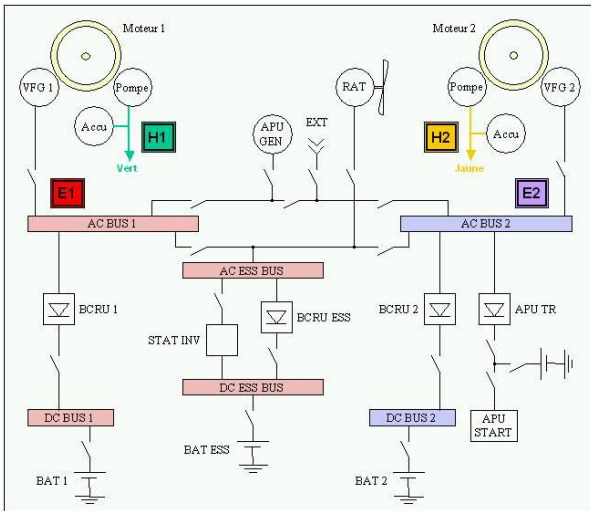 Moteur 1
Moteur 2
VFG 1
Pompe
RAT
Pompe
VFG 2
Accu
H1
APU
GEN
EXT
H2
Accu
Vert
Jaune
E1
E2
AC BUS 1
AC BUS 2
AC ESS BUS
BCRU 1
BCRU ESS
BCRU 2
APU TR
STAT INV
DC ESS BUS
DC BUS 1
DC BUS 2
APU
START
BAT ESS
BAT 1
BAT 2